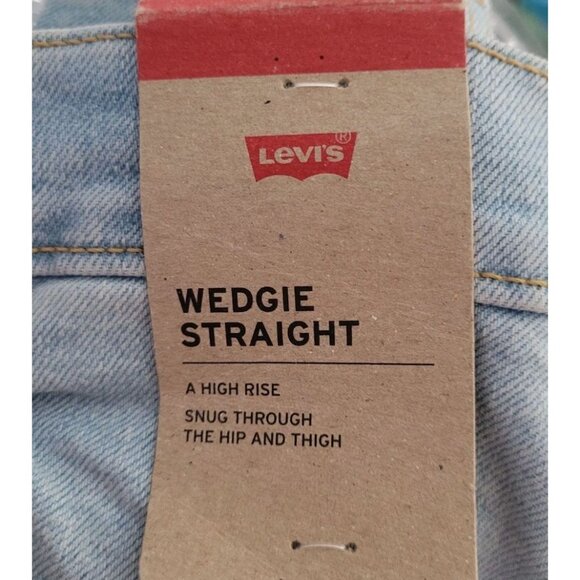 LEVI'S®
WEDGIE
STRAIGHT
A HIGH RISE
SNUG THROUGH
THE HIP AND THIGH